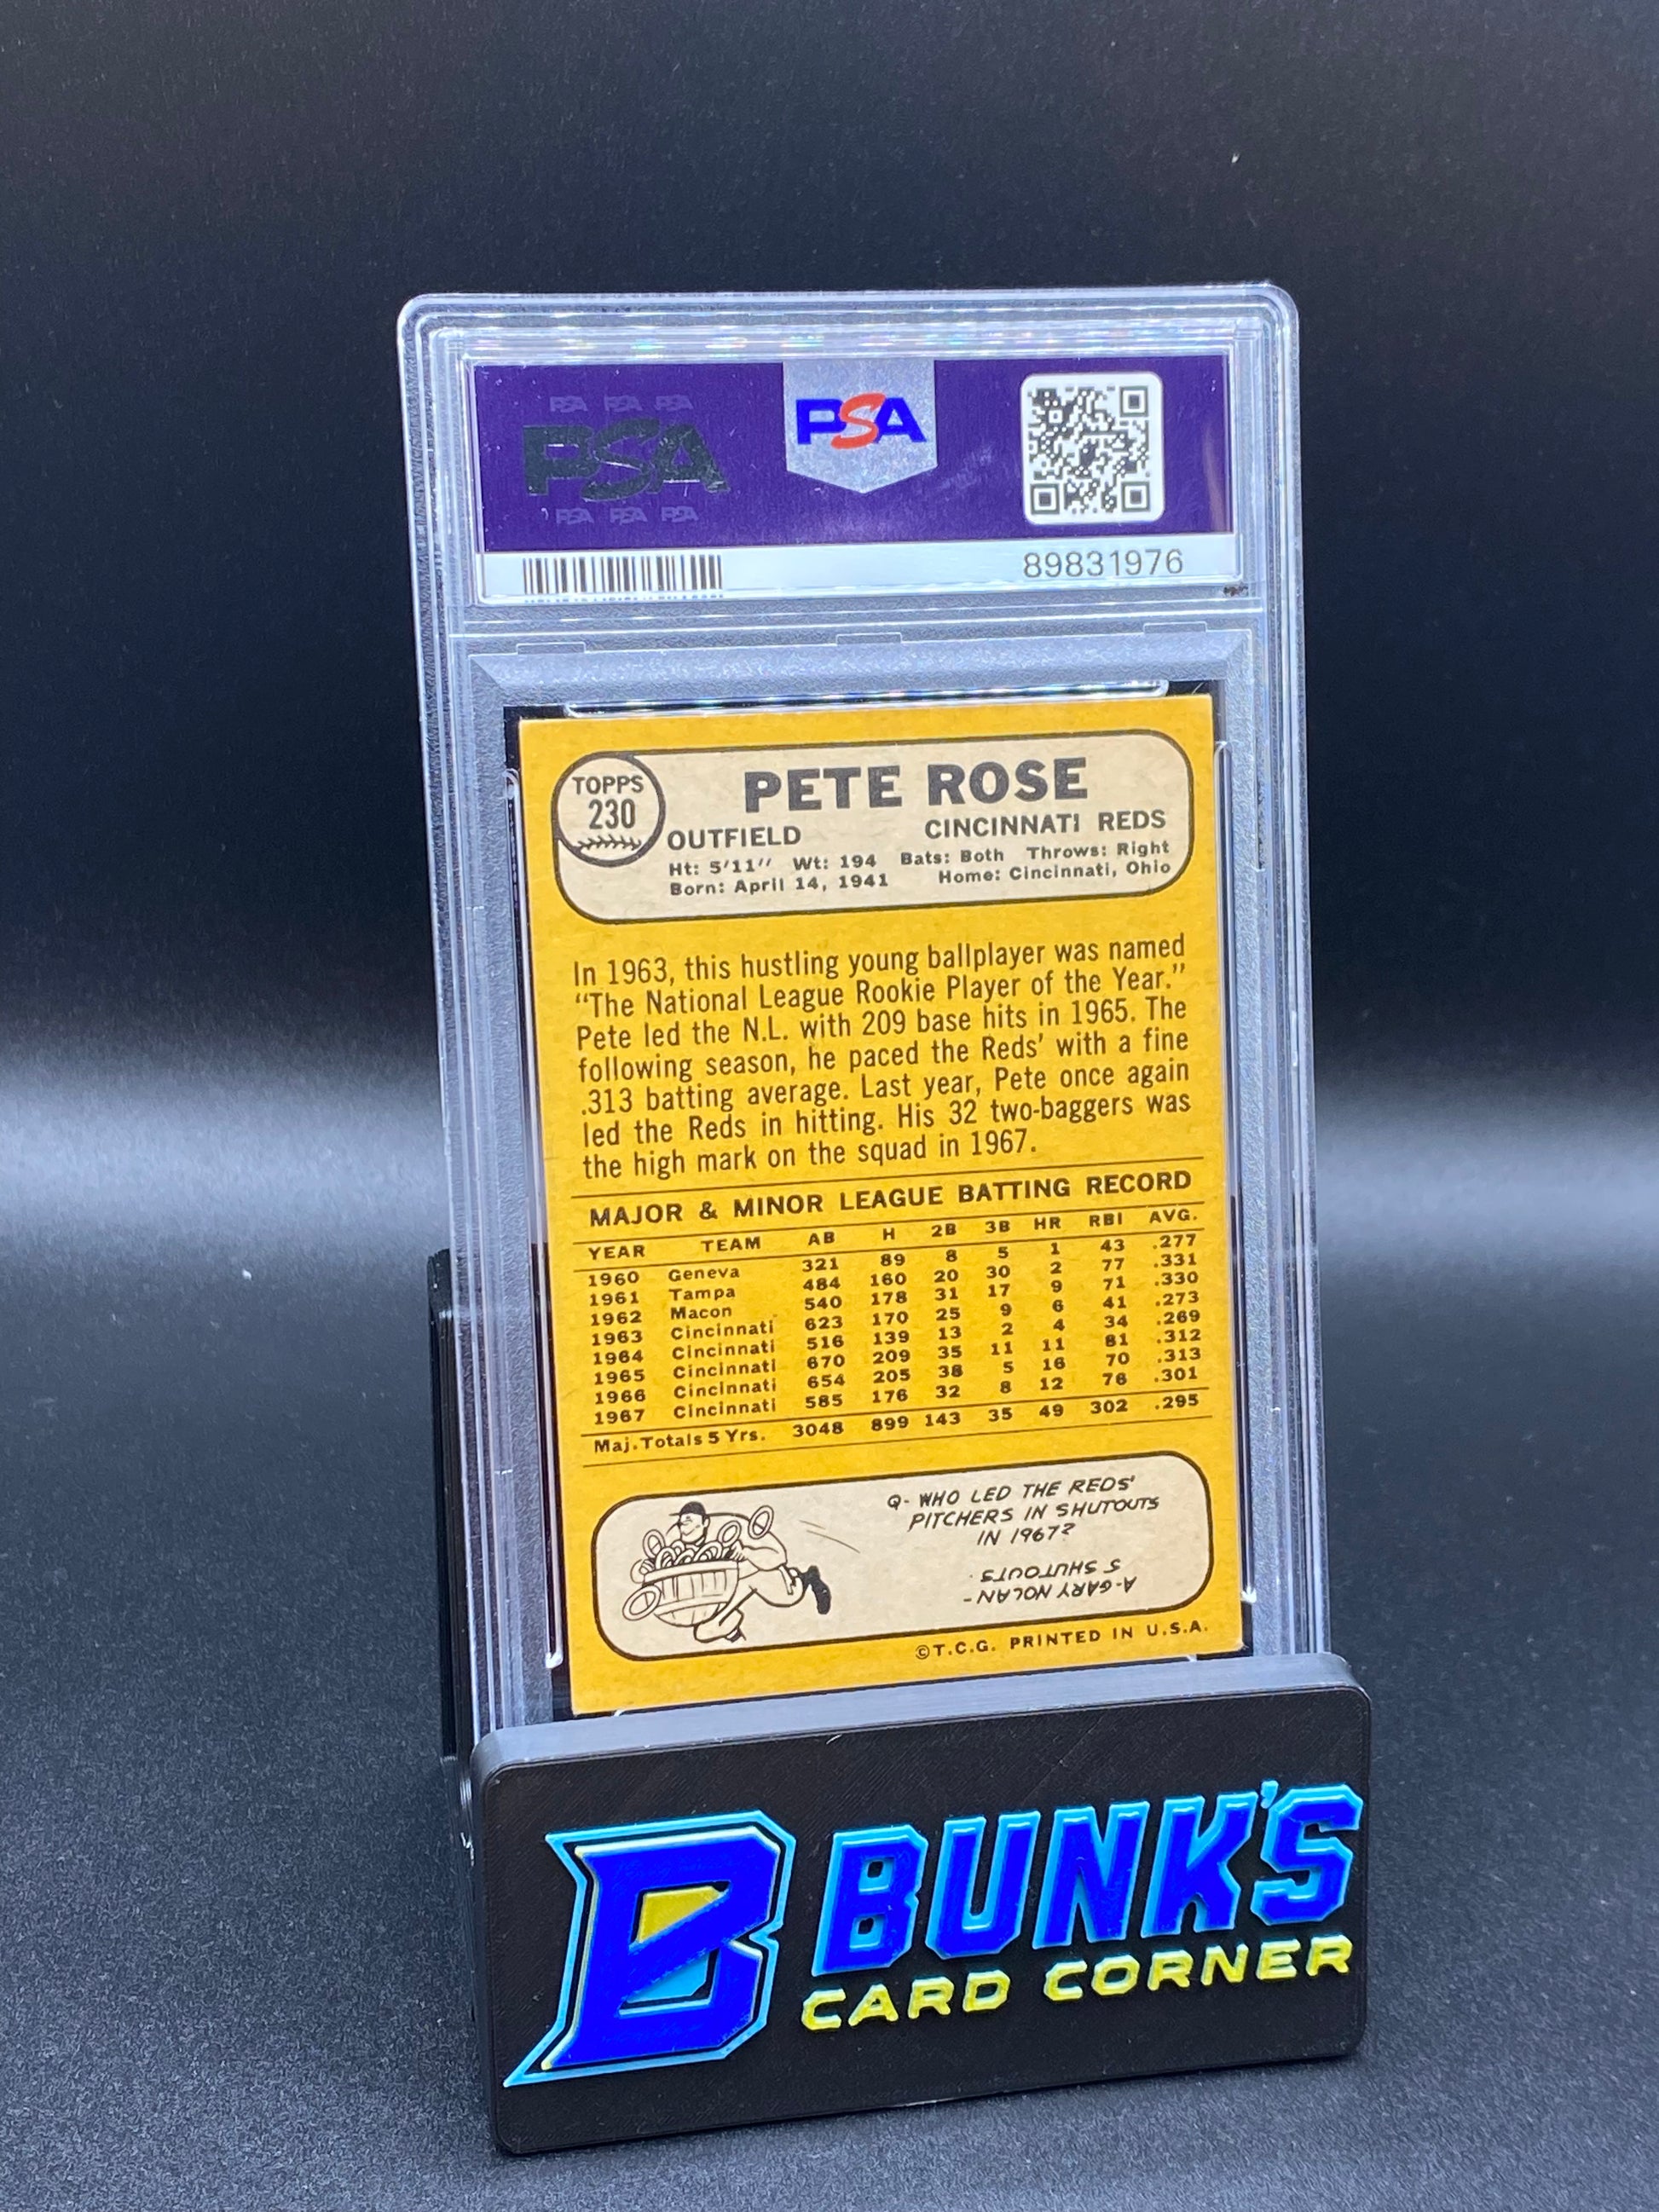 PSA PSA PSA
PSA
PSA PSA PSA
PSA
89831976
TOPPS
230
PETE ROSE
OUTFIELD CINCINNATI REDS
Ht: 5'11" Wt: 194 Bats: Both Throws: Right
Born: April 14, 1941 Home: Cincinnati, Ohio
In 1963, this hustling young ballplayer was named
“The National League Rookie Player of the Year.”
Pete led the N.L. with 209 base hits in 1965. The
following season, he paced the Reds’ with a fine
.313 batting average. Last year, Pete once again
led the Reds in hitting. His 32 two-baggers was
the high mark on the squad in 1967.
MAJOR & MINOR LEAGUE BATTING RECORD
YEAR TEAM AB H 2B 3B HR RBI AVG.
1960 Geneva 321 89 8 5 1 43 .277
1961 Tampa 484 160 20 30 2 77 .331
1962 Macon 540 178 31 17 9 71 .330
1963 Cincinnati 623 170 25 9 6 41 .273
1964 Cincinnati 516 139 13 2 4 34 .269
1965 Cincinnati 670 209 35 11 11 81 .312
1966 Cincinnati 654 205 38 5 16 70 .313
1967 Cincinnati 585 176 32 8 12 76 .301
Maj. Totals 5 Yrs. 3048 899 143 35 49 302 .295
Q- WHO LED THE REDS'
PITCHERS IN SHUTOUTS
IN 1967?
A-GARY NOLAN
- 5 SHUTOUTS.
©T.C.G. PRINTED IN U.S.A.
B BUNK'S
CARD CORNER